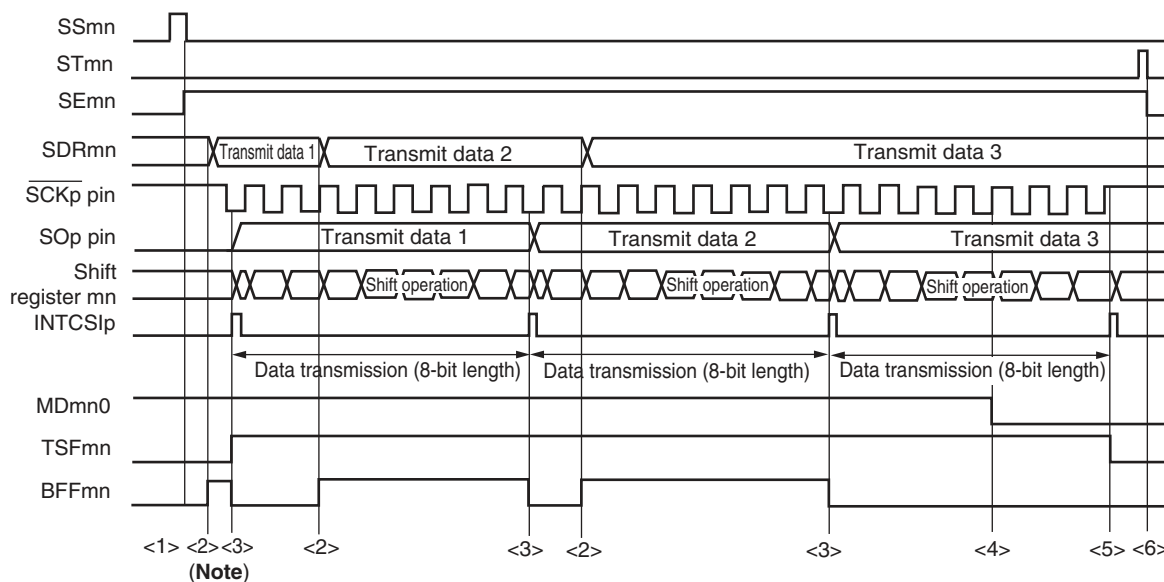 SSmn
STmn
SEmn
SDRmn Transmit data 1 Transmit data 2 Transmit data 3
SCKp pin
SOp pin Transmit data 1 Transmit data 2 Transmit data 3
Shift
register mn Shift operation Shift operation Shift operation
INTCSIp
Data transmission (8-bit length) Data transmission (8-bit length) Data transmission (8-bit length)
MDmn0
TSFmn
BFFmn
<1> <2> <3> <2> <3> <2> <3> <4> <5> <6>
(Note)